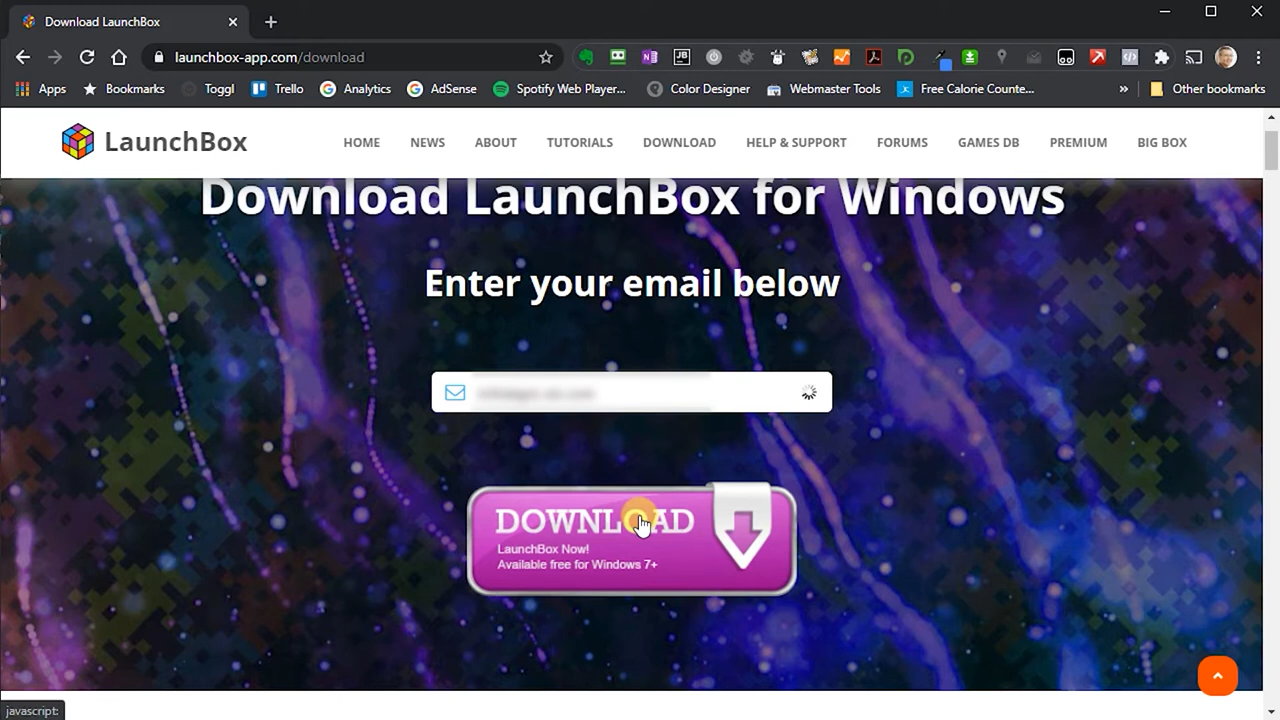 Download LaunchBox
launchbox-app.com/download
Apps
Bookmarks
Toggl
Trello
Analytics
AdSense
Spotify Web Player...
Color Designer
Webmaster Tools
Free Calorie Counte...
»
Other bookmarks
LaunchBox
HOME
NEWS
ABOUT
TUTORIALS
DOWNLOAD
HELP & SUPPORT
FORUMS
GAMES DB
PREMIUM
BIG BOX
Download LaunchBox for Windows
Enter your email below
DOWNLOAD
LaunchBox Now!
Available free for Windows 7+
javascript: